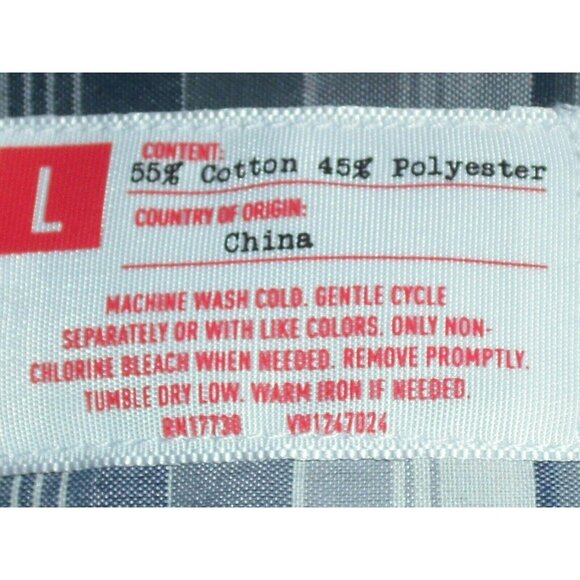 L
CONTENT:
55% Cotton 45% Polyester
COUNTRY OF ORIGIN:
China
MACHINE WASH COLD. GENTLE CYCLE
SEPARATELY OR WITH LIKE COLORS. ONLY NON-
CHLORINE BLEACH WHEN NEEDED. REMOVE PROMPTLY.
TUMBLE DRY LOW. WARM IRON IF NEEDED.
RN17730 VN1247024